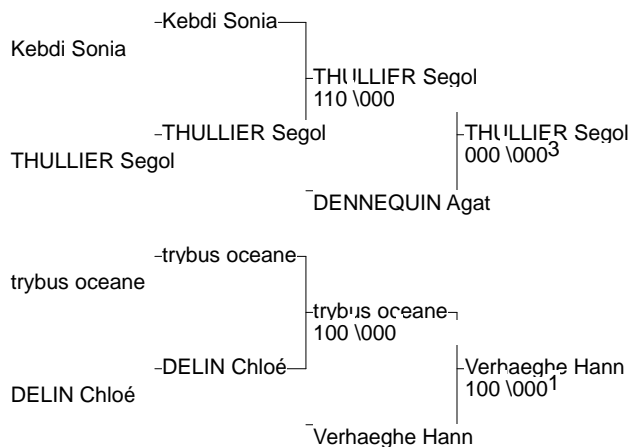 Kebdi Sonia
Kebdi Sonia
THULLIER Segol
110 \000
THULLIER Segol
THULLIER Segol
THULLIER Segol
000 \000 3
DENNEQUIN Agat
trybus oceane
trybus oceane
trybus oceane
100 \000
DELIN Chloé
DELIN Chloé
Verhaeghe Hann
100 \000 1
Verhaeghe Hann